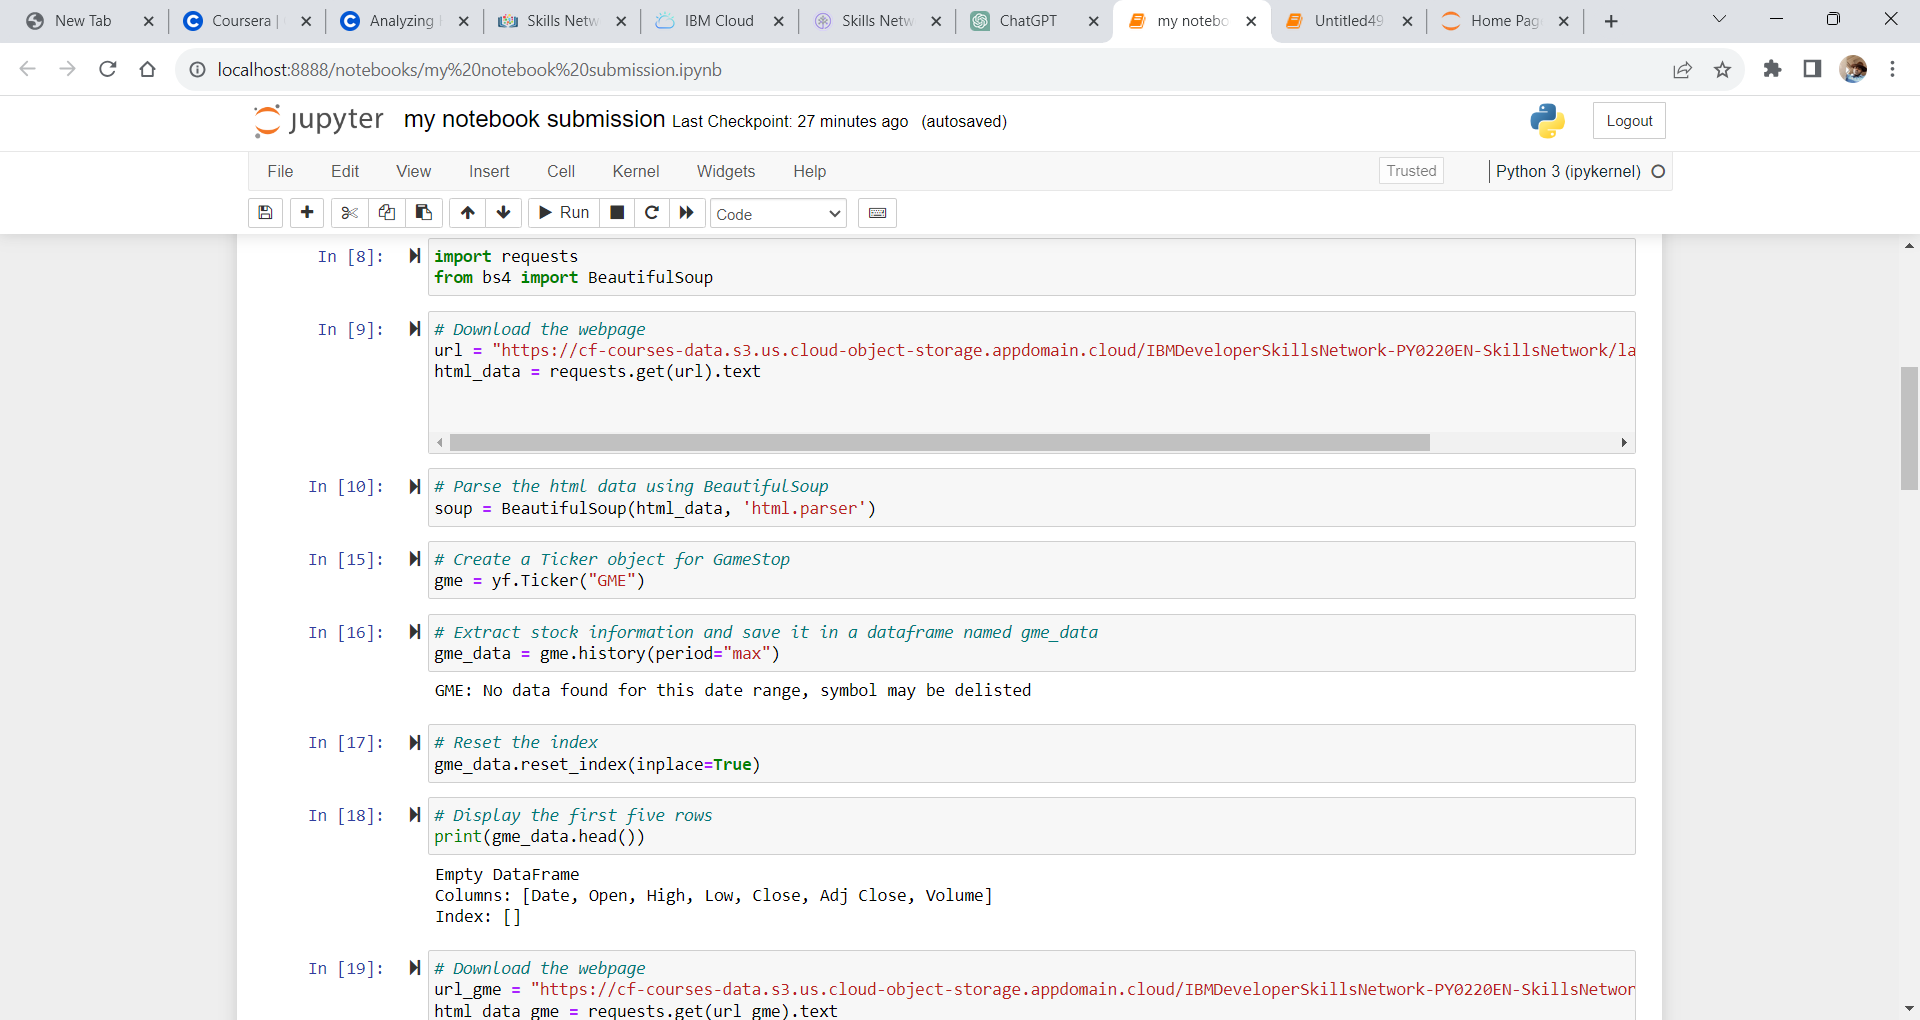 New Tab
Coursera |
Analyzing
Skills Netw
IBM Cloud
Skills Netw
ChatGPT
my notebo
Untitled49
Home Pag
localhost:8888/notebooks/my%20notebook%20submission.ipynb
jupyter my notebook submission Last Checkpoint: 27 minutes ago (autosaved)
Logout
File Edit View Insert Cell Kernel Widgets Help
Trusted
Python 3 (ipykernel)
Run
Code
In [8]:
import requests
from bs4 import BeautifulSoup
In [9]:
# Download the webpage
url = "https://cf-courses-data.s3.us.cloud-object-storage.appdomain.cloud/IBMDeveloperSkillsNetwork-PY0220EN-SkillsNetwork/la
html_data = requests.get(url).text
In [10]:
# Parse the html data using BeautifulSoup
soup = BeautifulSoup(html_data, 'html.parser')
In [15]:
# Create a Ticker object for GameStop
gme = yf.Ticker("GME")
In [16]:
# Extract stock information and save it in a dataframe named gme_data
gme_data = gme.history(period="max")
GME: No data found for this date range, symbol may be delisted
In [17]:
# Reset the index
gme_data.reset_index(inplace=True)
In [18]:
# Display the first five rows
print(gme_data.head())
Empty DataFrame
Columns: [Date, Open, High, Low, Close, Adj Close, Volume]
Index: []
In [19]:
# Download the webpage
url_gme = "https://cf-courses-data.s3.us.cloud-object-storage.appdomain.cloud/IBMDeveloperSkillsNetwork-PY0220EN-SkillsNetwor
html_data_gme = requests.get(url_gme).text